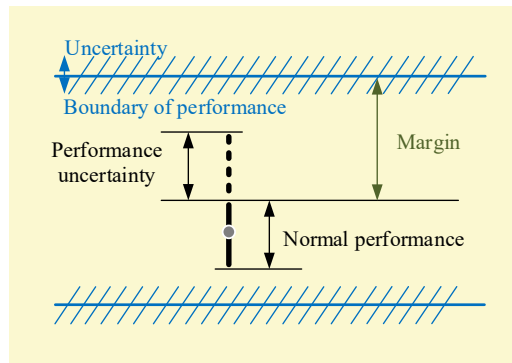 Uncertainty
Boundary of performance
Performance
uncertainty
Margin
Normal performance